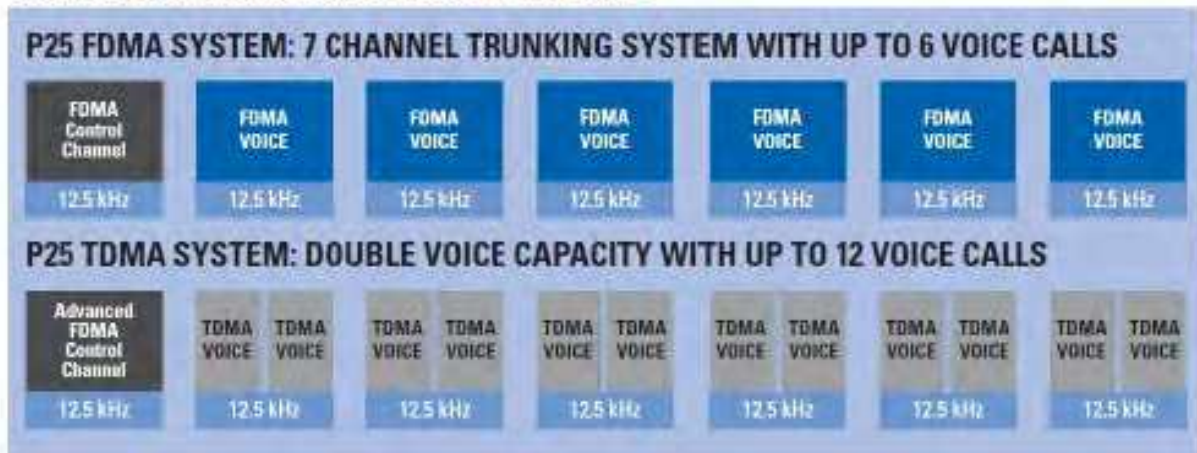 P25 FDMA SYSTEM: 7 CHANNEL TRUNKING SYSTEM WITH UP TO 6 VOICE CALLS
FDMA
Control
Channel
FDMA
VOICE
FDMA
VOICE
FDMA
VOICE
FDMA
VOICE
FDMA
VOICE
FDMA
VOICE
12.5 kHz 12.5 kHz 12.5 kHz 12.5 kHz 12.5 kHz 12.5 kHz 12.5 kHz
P25 TDMA SYSTEM: DOUBLE VOICE CAPACITY WITH UP TO 12 VOICE CALLS
Advanced
FDMA
Control
Channel
TDMA TDMA
VOICE VOICE
TDMA TDMA
VOICE VOICE
TDMA TDMA
VOICE VOICE
TDMA TDMA
VOICE VOICE
TDMA TDMA
VOICE VOICE
TDMA TDMA
VOICE VOICE
12.5 kHz 12.5 kHz 12.5 kHz 12.5 kHz 12.5 kHz 12.5 kHz 12.5 kHz